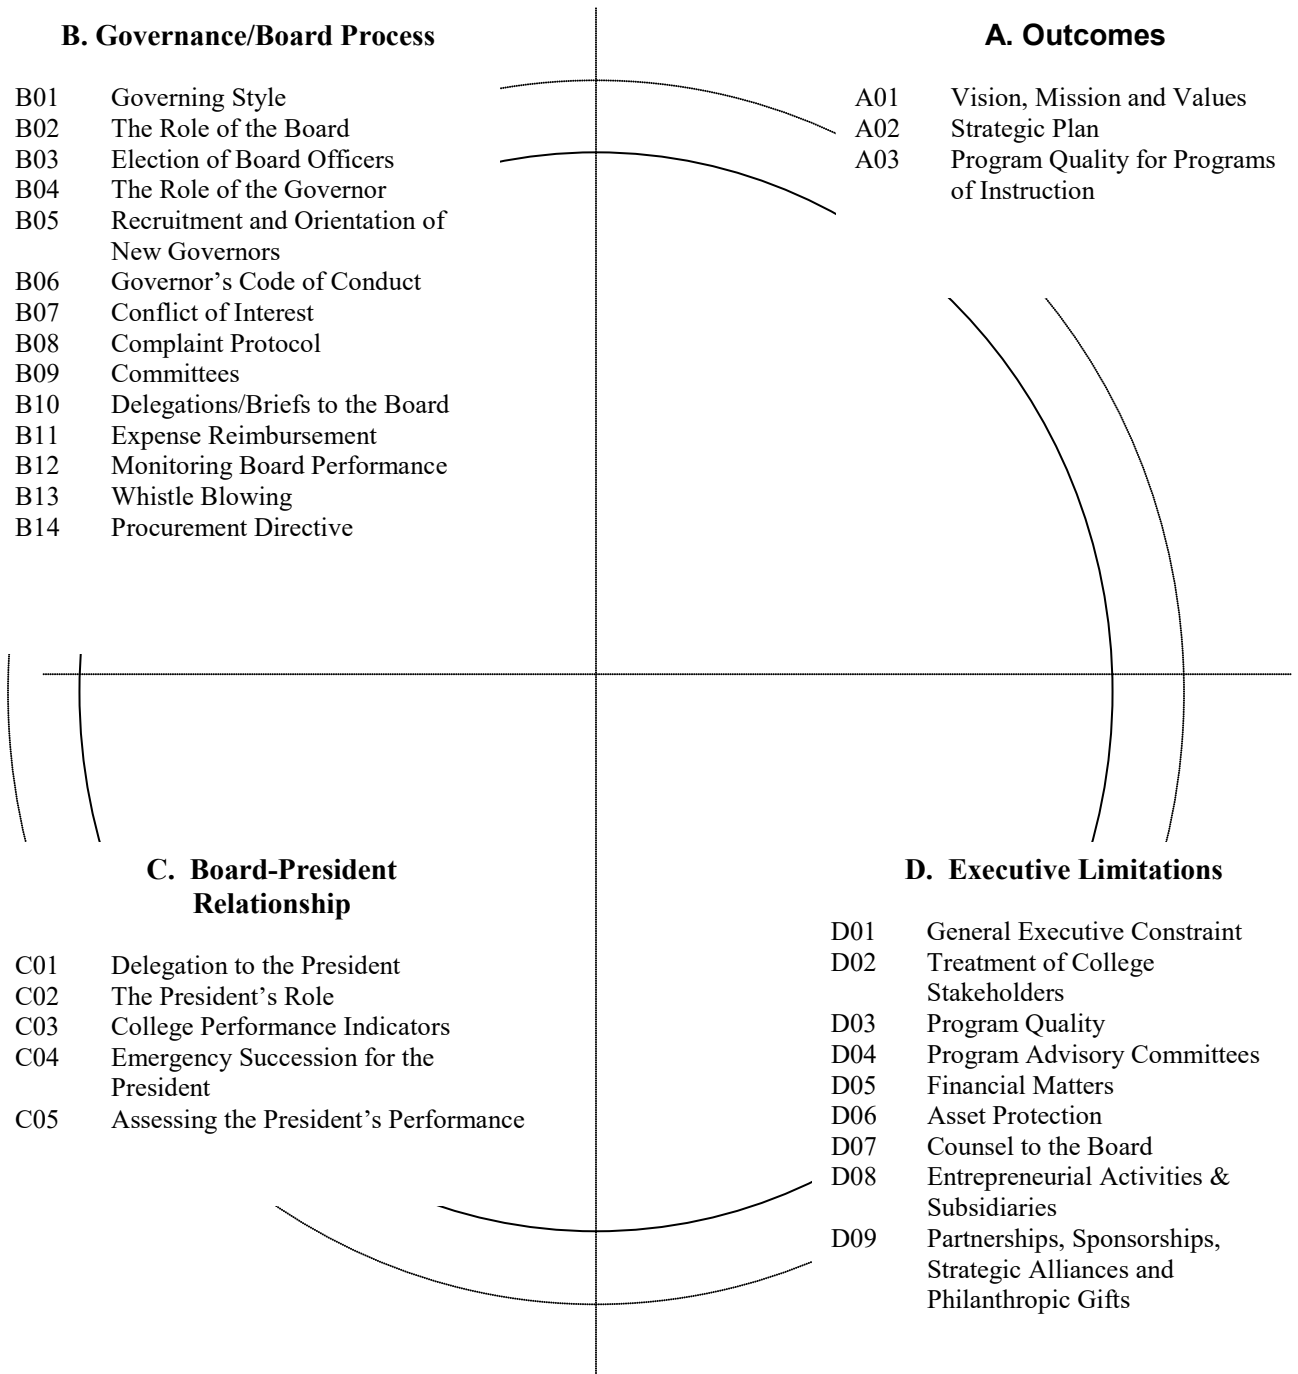 B. Governance/Board Process
B01 Governing Style
B02 The Role of the Board
B03 Election of Board Officers
B04 The Role of the Governor
B05 Recruitment and Orientation of
New Governors
B06 Governor’s Code of Conduct
B07 Conflict of Interest
B08 Complaint Protocol
B09 Committees
B10 Delegations/Briefs to the Board
B11 Expense Reimbursement
B12 Monitoring Board Performance
B13 Whistle Blowing
B14 Procurement Directive
A. Outcomes
A01 Vision, Mission and Values
A02 Strategic Plan
A03 Program Quality for Programs
of Instruction
C. Board-President
Relationship
C01 Delegation to the President
C02 The President’s Role
C03 College Performance Indicators
C04 Emergency Succession for the
President
C05 Assessing the President’s Performance
D. Executive Limitations
D01 General Executive Constraint
D02 Treatment of College
Stakeholders
D03 Program Quality
D04 Program Advisory Committees
D05 Financial Matters
D06 Asset Protection
D07 Counsel to the Board
D08 Entrepreneurial Activities &
Subsidiaries
D09 Partnerships, Sponsorships,
Strategic Alliances and
Philanthropic Gifts